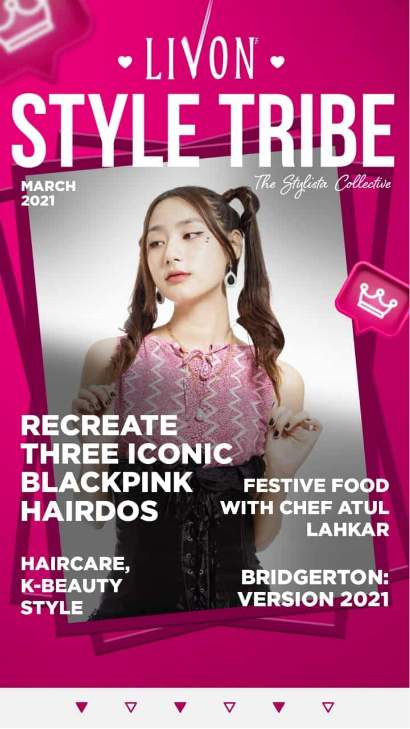 LIVON
STYLE TRIBE
MARCH
2021
The Stylista Collective
RECREATE
THREE ICONIC
BLACKPINK
HAIRDOS
FESTIVE FOOD
WITH CHEF ATUL
LAHKAR
HAIRCARE,
K-BEAUTY
STYLE
BRIDGERTON:
VERSION 2021